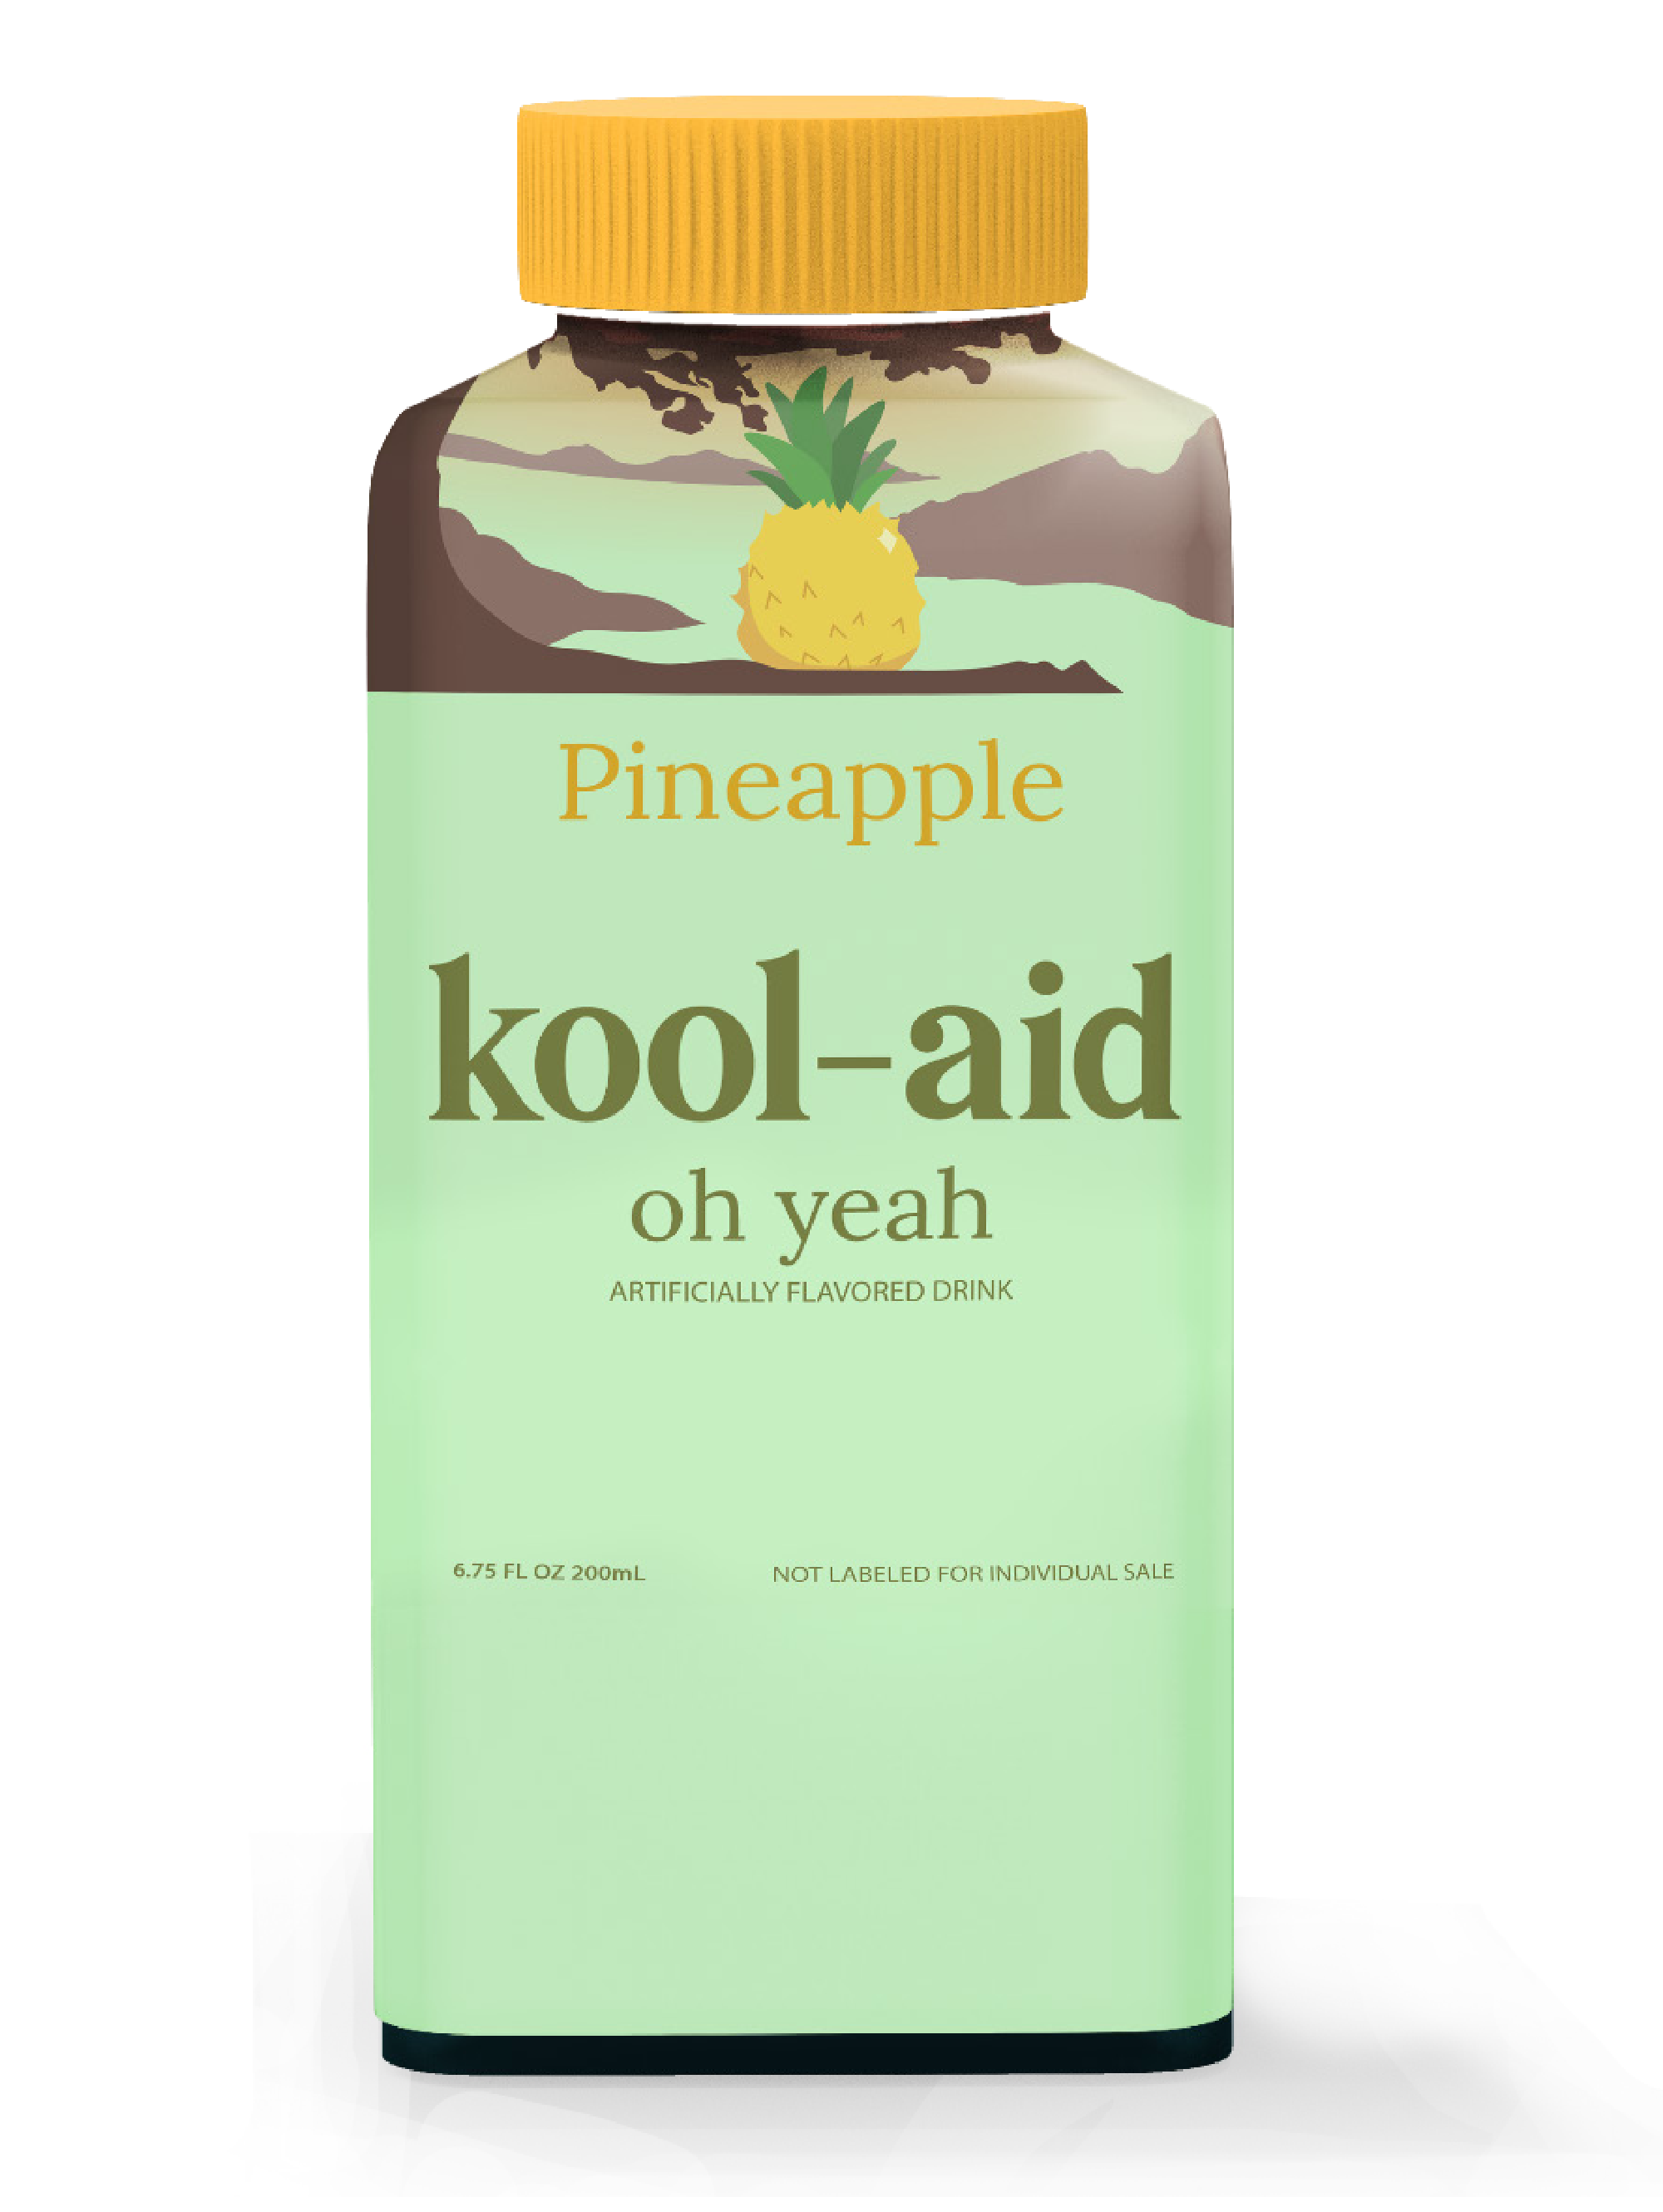 Pineapple
kool-aid
oh yeah
ARTIFICIALLY FLAVORED DRINK
6.75 FL OZ 200mL
NOT LABELED FOR INDIVIDUAL SALE